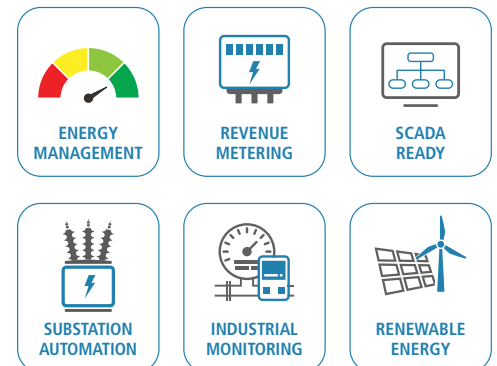 ENERGY
MANAGEMENT
REVENUE
METERING
SCADA
READY
SUBSTATION
AUTOMATION
INDUSTRIAL
MONITORING
RENEWABLE
ENERGY